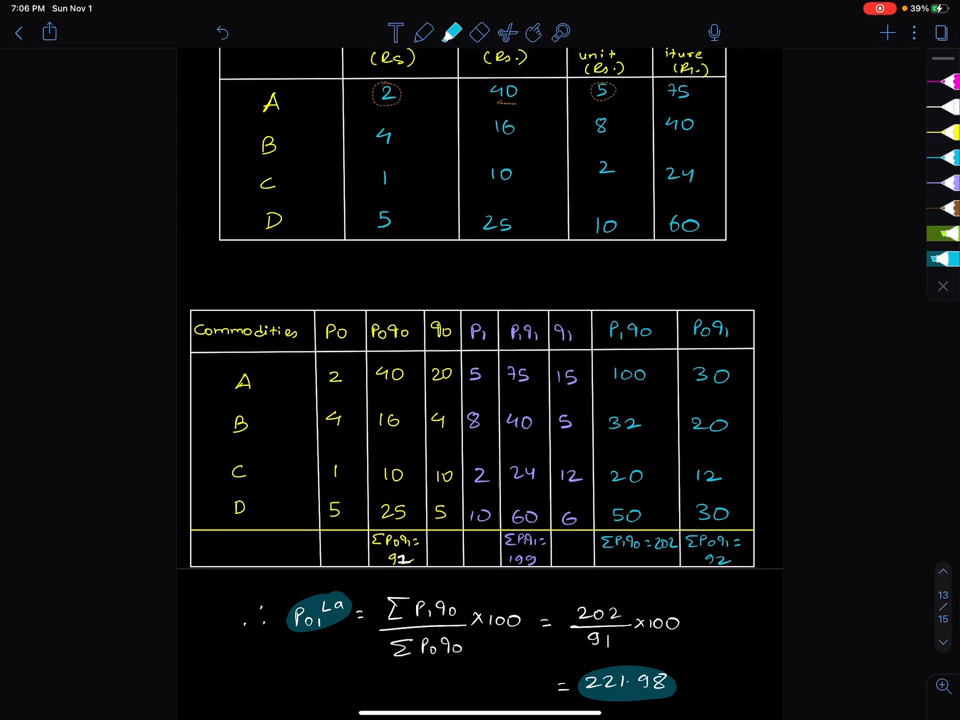 7:06 PM Sun Nov 1
39%
T
(Rs) (Rs.) unit (Rs.) iture (Rs.)
A 2 40 5 75
B 4 16 8 40
C 1 10 2 24
D 5 25 10 60
Commodities P0 P0q0 q0 P1 P1q1 q1 P1q0 P0q1
A 2 40 20 5 75 15 100 30
B 4 16 4 8 40 5 32 20
C 1 10 10 2 24 12 20 12
D 5 25 5 10 60 6 50 30
ΣP0q1= 91 ΣP1q1= 199 ΣP1q0=202 ΣP0q1= 92
∴ P01 La = ΣP1q0 / ΣP0q0 ×100 = 202 / 91 ×100
= 221.98
13 / 15